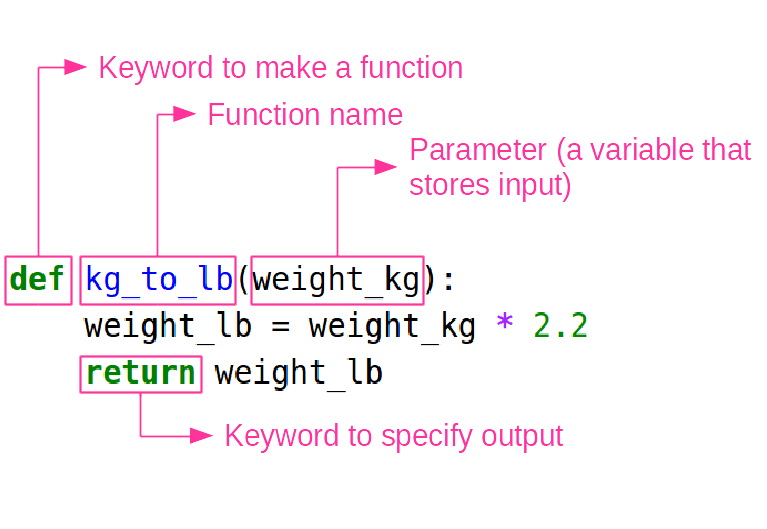 Keyword to make a function
Function name
Parameter (a variable that
stores input)
def kg_to_lb(weight_kg):
    weight_lb = weight_kg * 2.2
    return weight_lb
Keyword to specify output